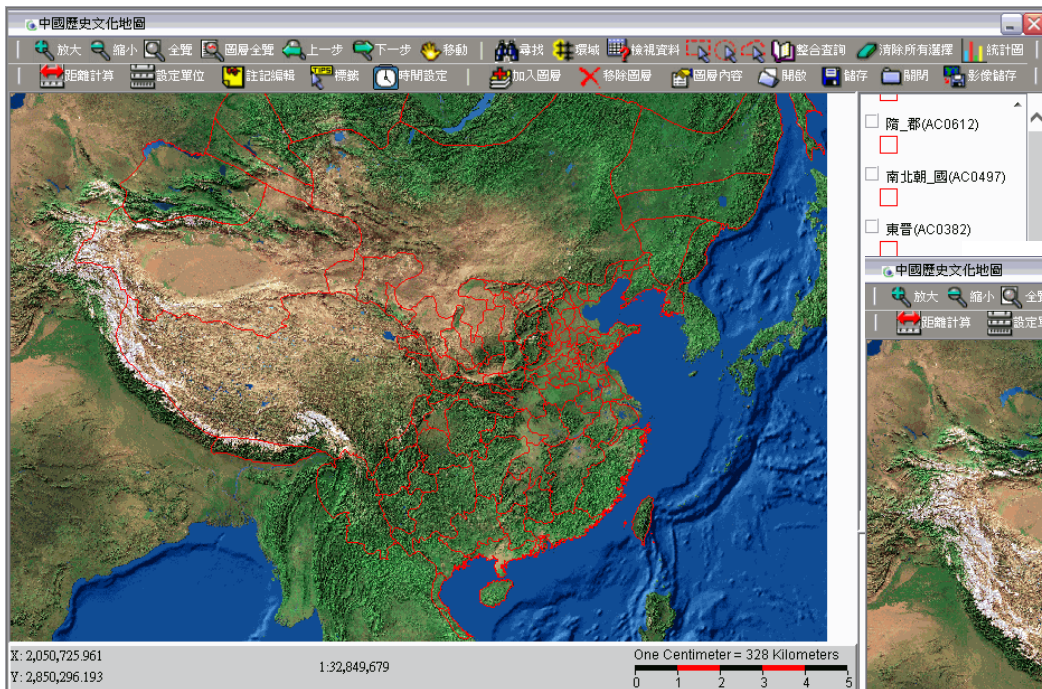 中國歷史文化地圖
放大 縮小 全覽 圖層全覽 上一步 下一步 移動 尋找 環域 檢視資料 整合查詢 清除所有選擇 統計圖
距離計算 設定單位 註記編輯 TIPS 標籤 時間設定 加入圖層 移除圖層 圖層內容 開啟 儲存 關閉 影像儲存
隋_郡(AC0612)
南北朝_國(AC0497)
東晉(AC0382)
中國歷史文化地圖
放大 縮小 全覽
距離計算 設定單
X: 2,050,725.961
Y: 2,850,296.193
1:32,849,679
One Centimeter = 328 Kilometers
0 1 2 3 4 5